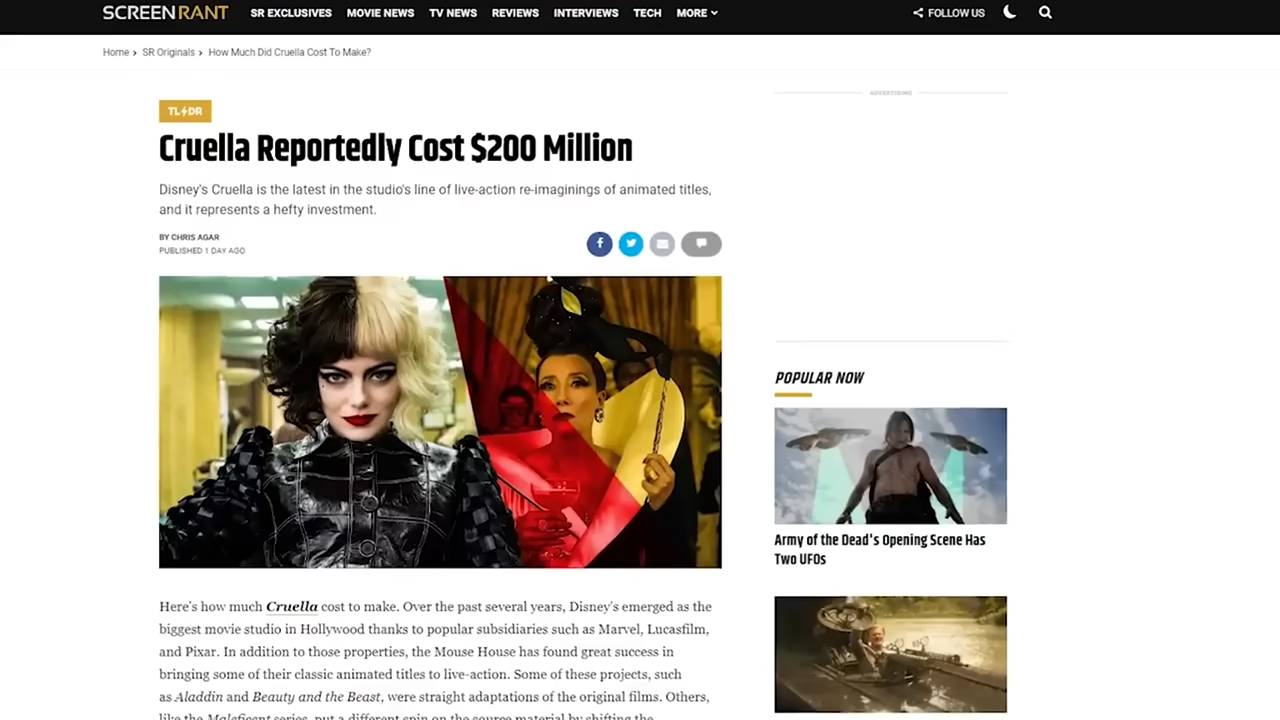 SCREENRANT SR EXCLUSIVES MOVIE NEWS TV NEWS REVIEWS INTERVIEWS TECH MORE FOLLOW US
Home › SR Originals › How Much Did Cruella Cost To Make?
TL DR
Cruella Reportedly Cost $200 Million
Disney's Cruella is the latest in the studio's line of live-action re-imaginings of animated titles,
and it represents a hefty investment.
BY CHRIS AGAR
PUBLISHED 1 DAY AGO
Here's how much Cruella cost to make. Over the past several years, Disney's emerged as the
biggest movie studio in Hollywood thanks to popular subsidiaries such as Marvel, Lucasfilm,
and Pixar. In addition to those properties, the Mouse House has found great success in
bringing some of their classic animated titles to live-action. Some of these projects, such
as Aladdin and Beauty and the Beast, were straight adaptations of the original films. Others,
like the Maleficent series, put a different spin on the source material by shifting the
ADVERTISING
POPULAR NOW
Army of the Dead's Opening Scene Has
Two UFOs